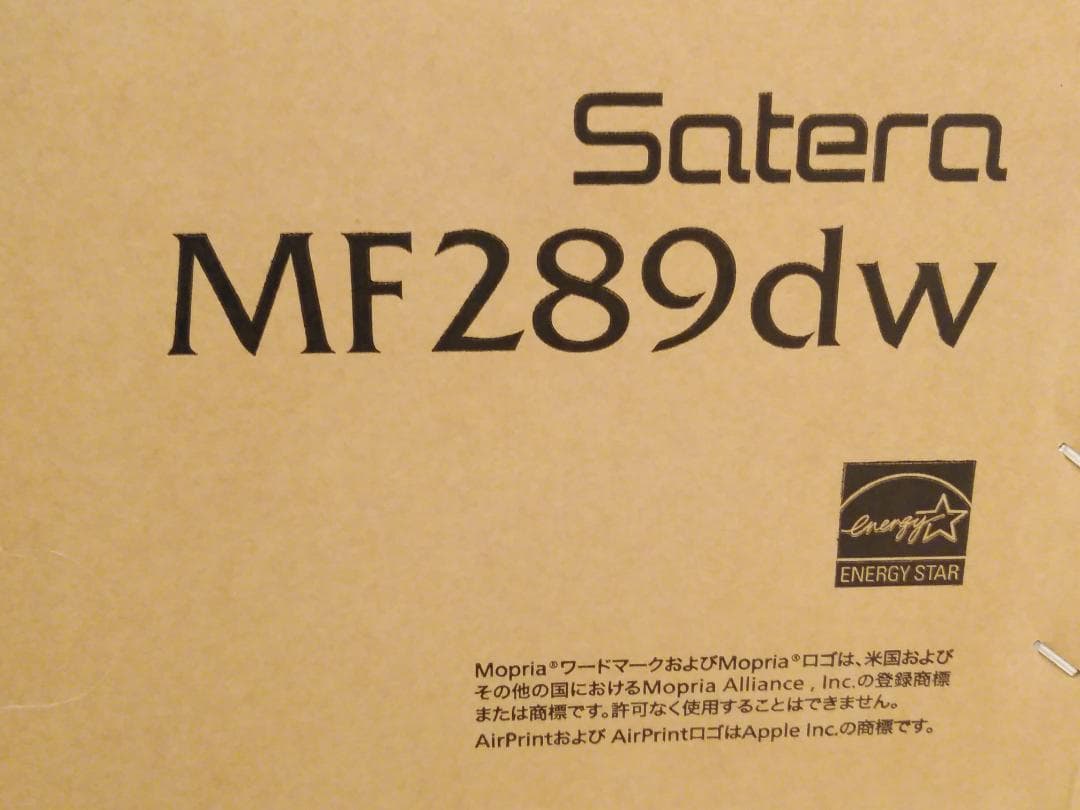 Satera
MF289dw
energy
ENERGY STAR
Mopria®ワードマークおよびMopria®ロゴは、米国および
その他の国におけるMopria Alliance , Inc.の登録商標
または商標です。許可なく使用することはできません。
AirPrintおよび AirPrintロゴはApple Inc.の商標です。